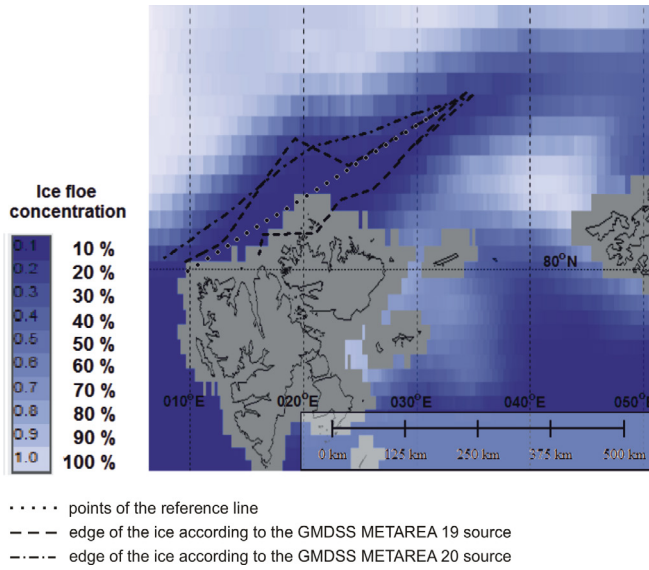 Ice floe
concentration
0.1 10 %
0.2 20 %
0.3 30 %
0.4 40 %
0.5 50 %
0.6 60 %
0.7 70 %
0.8 80 %
0.9 90 %
1.0 100 %
80°N
010°E 020°E 030°E 040°E 050°E
0 km 125 km 250 km 375 km 500 km
points of the reference line
edge of the ice according to the GMDSS METAREA 19 source
edge of the ice according to the GMDSS METAREA 20 source